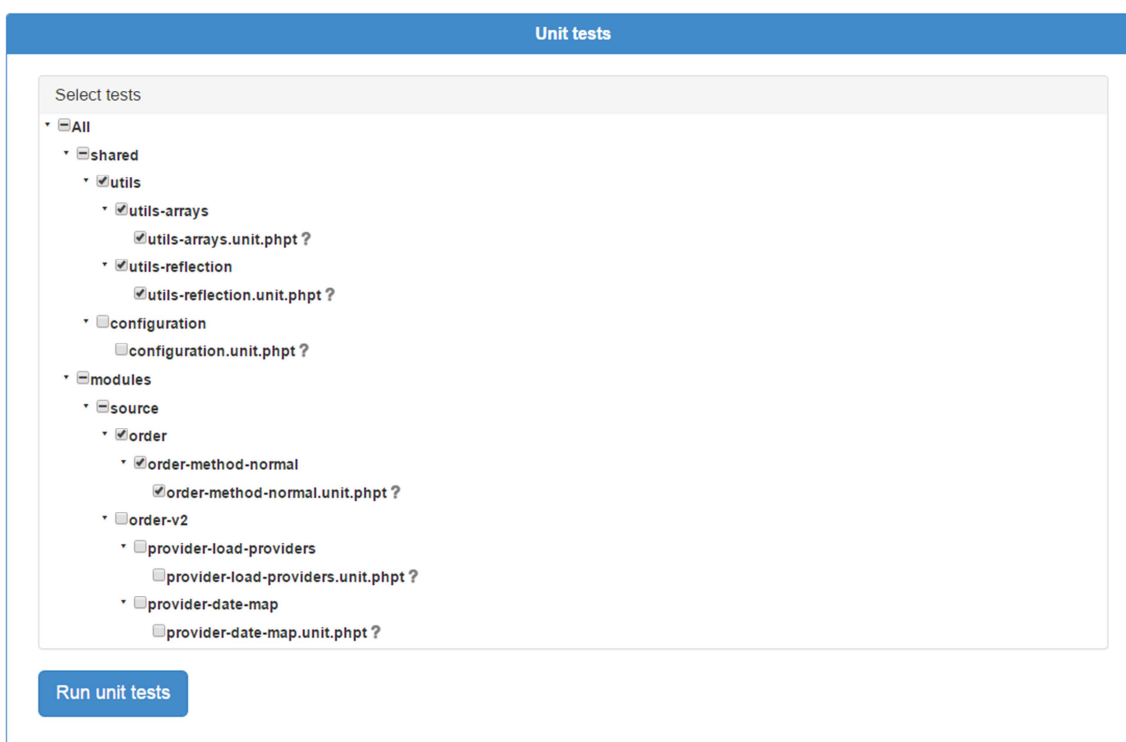 Unit tests
Select tests
All
shared
utils
utils-arrays
utils-arrays.unit.phpt ?
utils-reflection
utils-reflection.unit.phpt ?
configuration
configuration.unit.phpt ?
modules
source
order
order-method-normal
order-method-normal.unit.phpt ?
order-v2
provider-load-providers
provider-load-providers.unit.phpt ?
provider-date-map
provider-date-map.unit.phpt ?
Run unit tests